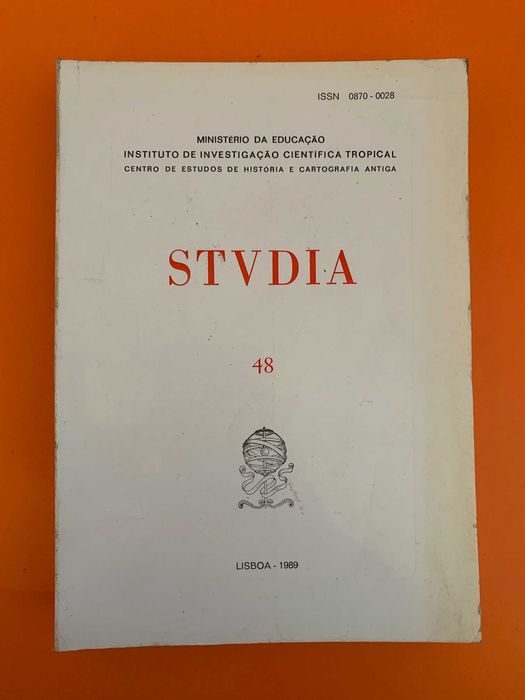 ISSN 0870-0028
MINISTÉRIO DA EDUCAÇÃO
INSTITUTO DE INVESTIGAÇÃO CIENTÍFICA TROPICAL
CENTRO DE ESTUDOS DE HISTÓRIA E CARTOGRAFIA ANTIGA
STVDIA
48
LISBOA - 1989